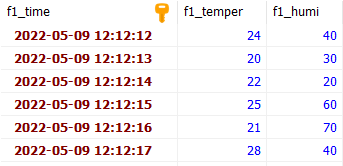 f1_time f1_temper f1_humi
2022-05-09 12:12:12 24 40
2022-05-09 12:12:13 20 30
2022-05-09 12:12:14 22 20
2022-05-09 12:12:15 25 60
2022-05-09 12:12:16 21 70
2022-05-09 12:12:17 28 40